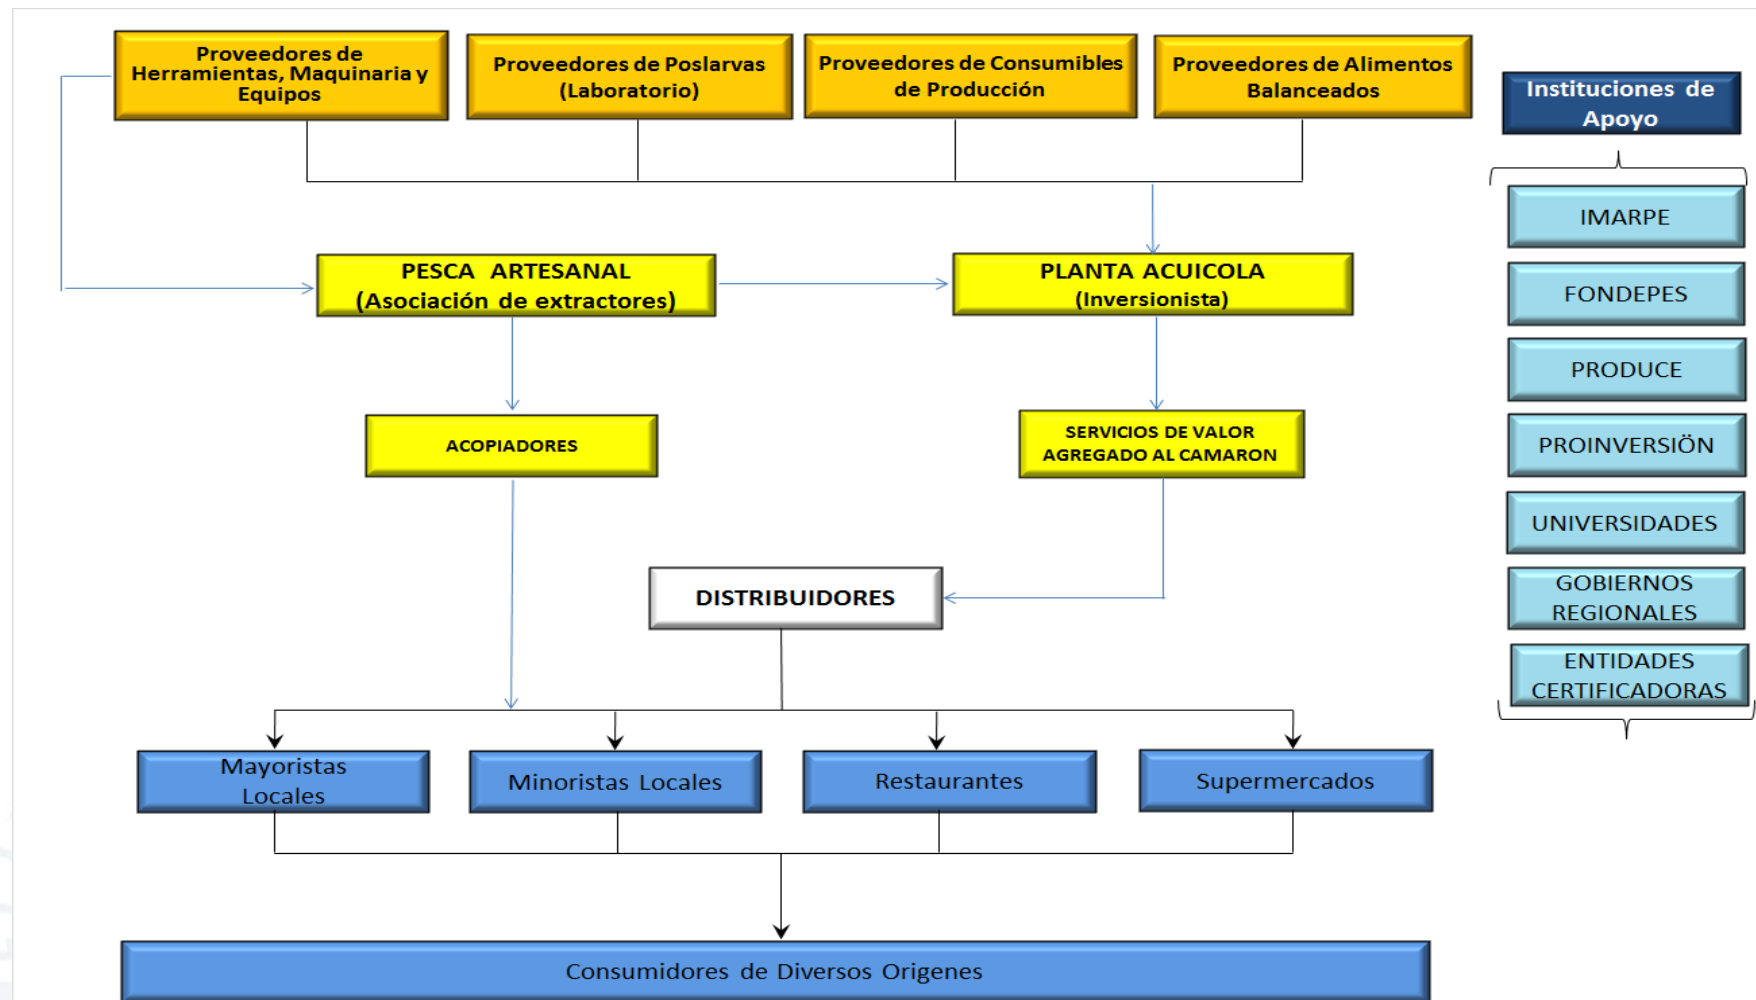 Proveedores de
Herramientas, Maquinaria y
Equipos
Proveedores de Poslarvas
(Laboratorio)
Proveedores de Consumibles
de Producción
Proveedores de Alimentos
Balanceados
Instituciones de
Apoyo
IMARPE
FONDEPES
PRODUCE
PROINVERSIÖN
UNIVERSIDADES
GOBIERNOS
REGIONALES
ENTIDADES
CERTIFICADORAS
PESCA ARTESANAL
(Asociación de extractores)
PLANTA ACUICOLA
(Inversionista)
ACOPIADORES
SERVICIOS DE VALOR
AGREGADO AL CAMARON
DISTRIBUIDORES
Mayoristas
Locales
Minoristas Locales
Restaurantes
Supermercados
Consumidores de Diversos Origenes